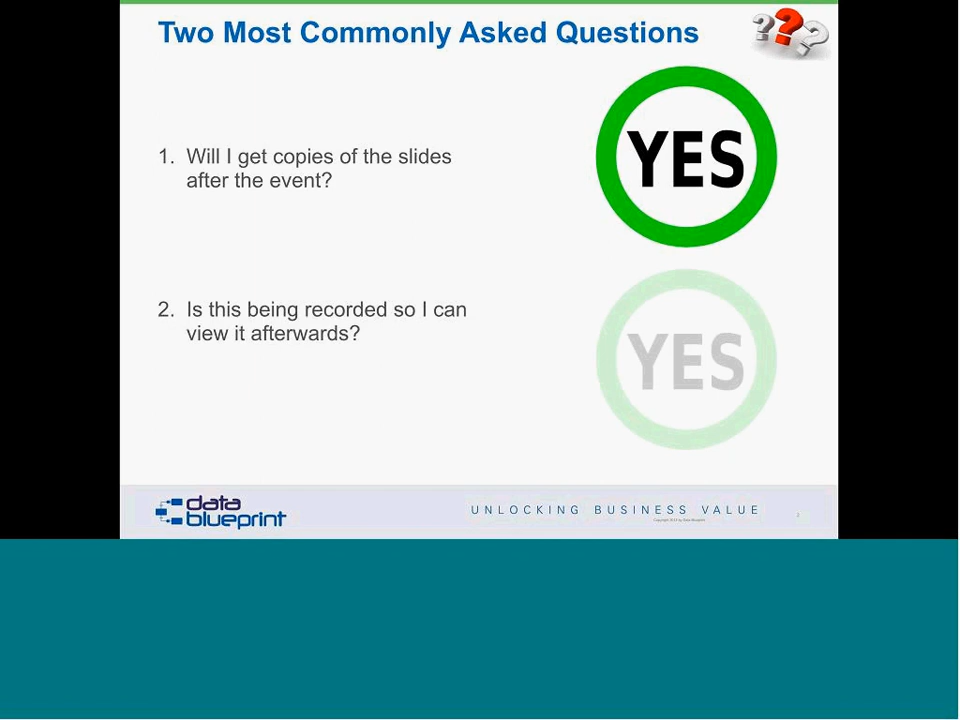 Two Most Commonly Asked Questions
???
1. Will I get copies of the slides
after the event?
YES
2. Is this being recorded so I can
view it afterwards?
YES
data
blueprint
UNLOCKING BUSINESS VALUE